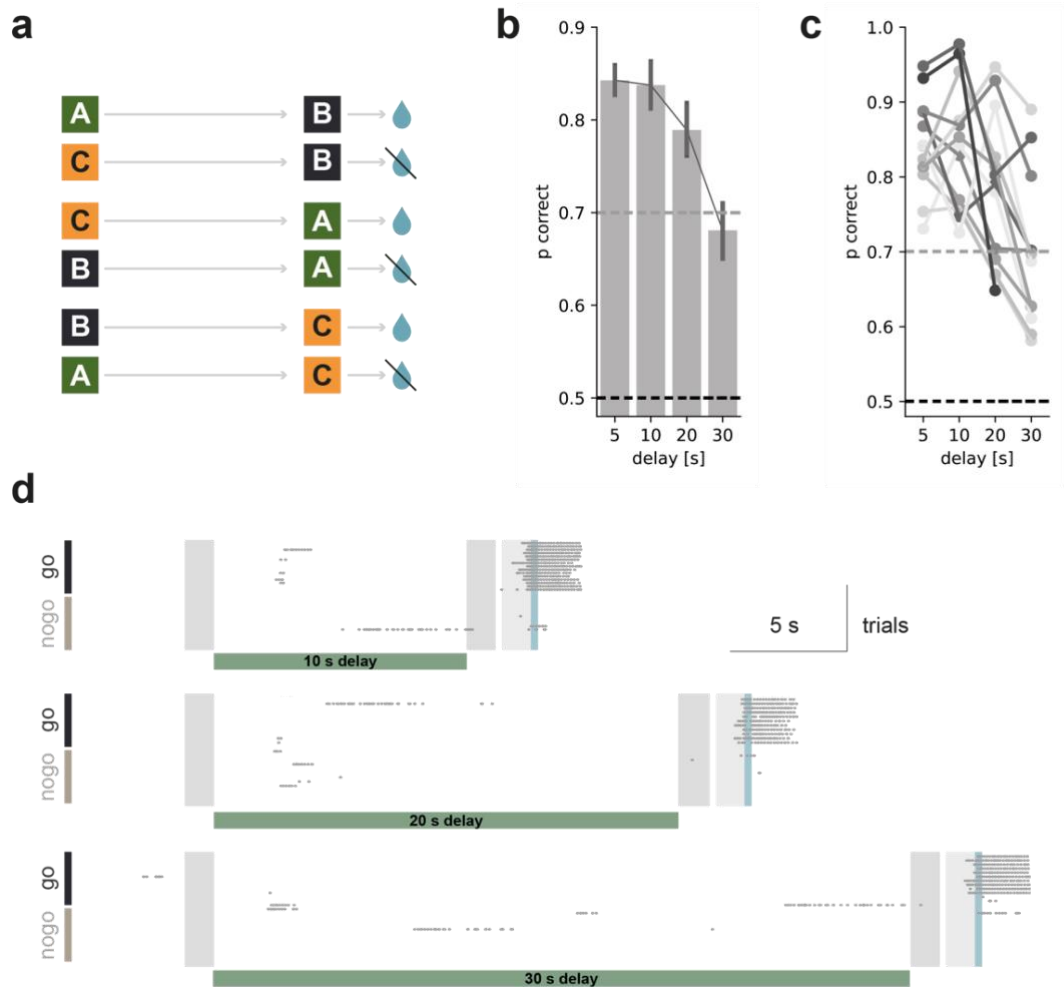 a
A B
C B
C A
B A
B C
A C
b
0.9
0.8
0.7
0.6
0.5
p correct
5 10 20 30
delay [s]
c
1.0
0.9
0.8
0.7
0.6
0.5
p correct
5 10 20 30
delay [s]
d
go
nogo
10 s delay
5 s
trials
go
nogo
20 s delay
go
nogo
30 s delay